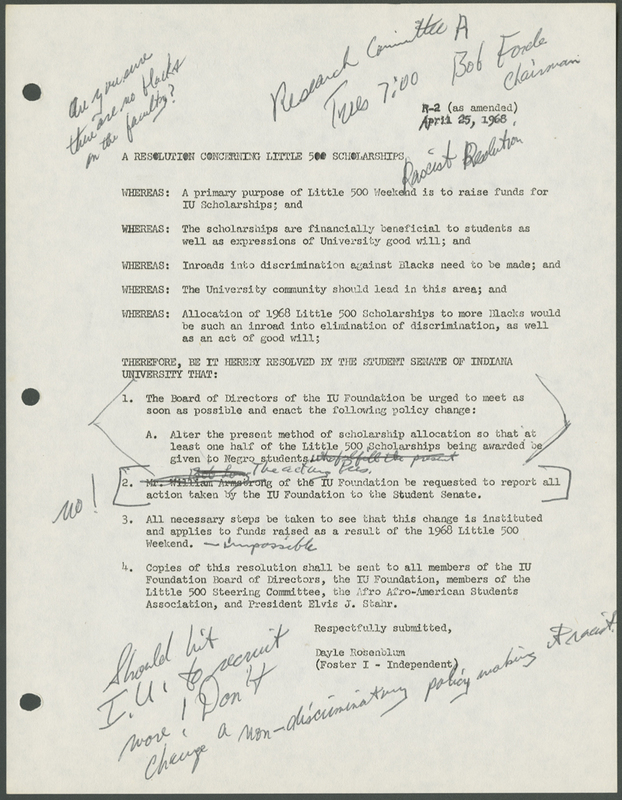 Are you sure
there are no blacks
on the faculty?
Research Committee A
Tues 7:00 Bob Forde
Chairman
R-2 (as amended)
April 25, 1968
A RESOLUTION CONCERNING LITTLE 500 SCHOLARSHIPS
Racist Resolution
WHEREAS: A primary purpose of Little 500 Weekend is to raise funds for
IU Scholarships; and
WHEREAS: The scholarships are financially beneficial to students as
well as expressions of University good will; and
WHEREAS: Inroads into discrimination against Blacks need to be made; and
WHEREAS: The University community should lead in this area; and
WHEREAS: Allocation of 1968 Little 500 Scholarships to more Blacks would
be such an inroad into elimination of discrimination, as well
as an act of good will;
THEREFORE, BE IT HEREBY RESOLVED BY THE STUDENT SENATE OF INDIANA
UNIVERSITY THAT:
1. The Board of Directors of the IU Foundation be urged to meet as
soon as possible and enact the following policy change:
A. Alter the present method of scholarship allocation so that at
least one half of the Little 500 Scholarships being awarded be
given to Negro students
The acting Pres.
2. Mr. William Armstrong of the IU Foundation be requested to report all
action taken by the IU Foundation to the Student Senate.
no!
3. All necessary steps be taken to see that this change is instituted
and applies to funds raised as a result of the 1968 Little 500
Weekend. - impossible
4. Copies of this resolution shall be sent to all members of the IU
Foundation Board of Directors, the IU Foundation, members of the
Little 500 Steering Committee, the Afro Afro-American Students
Association, and President Elvis J. Stahr.
Respectfully submitted,
Dayle Rosenblum
(Foster I - Independent)
Should hit
I.U. to recruit
more! Don't
change a non-discriminatory policy making it racist